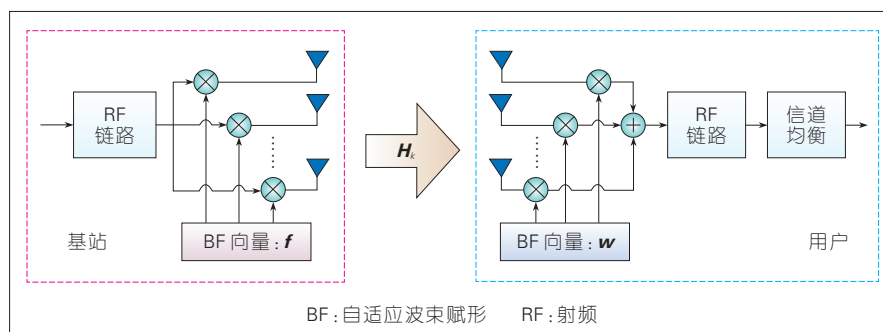 RF
链路
基站
BF 向量:f
H_k
BF 向量:w
RF
链路
信道
均衡
用户
BF:自适应波束赋形 RF:射频